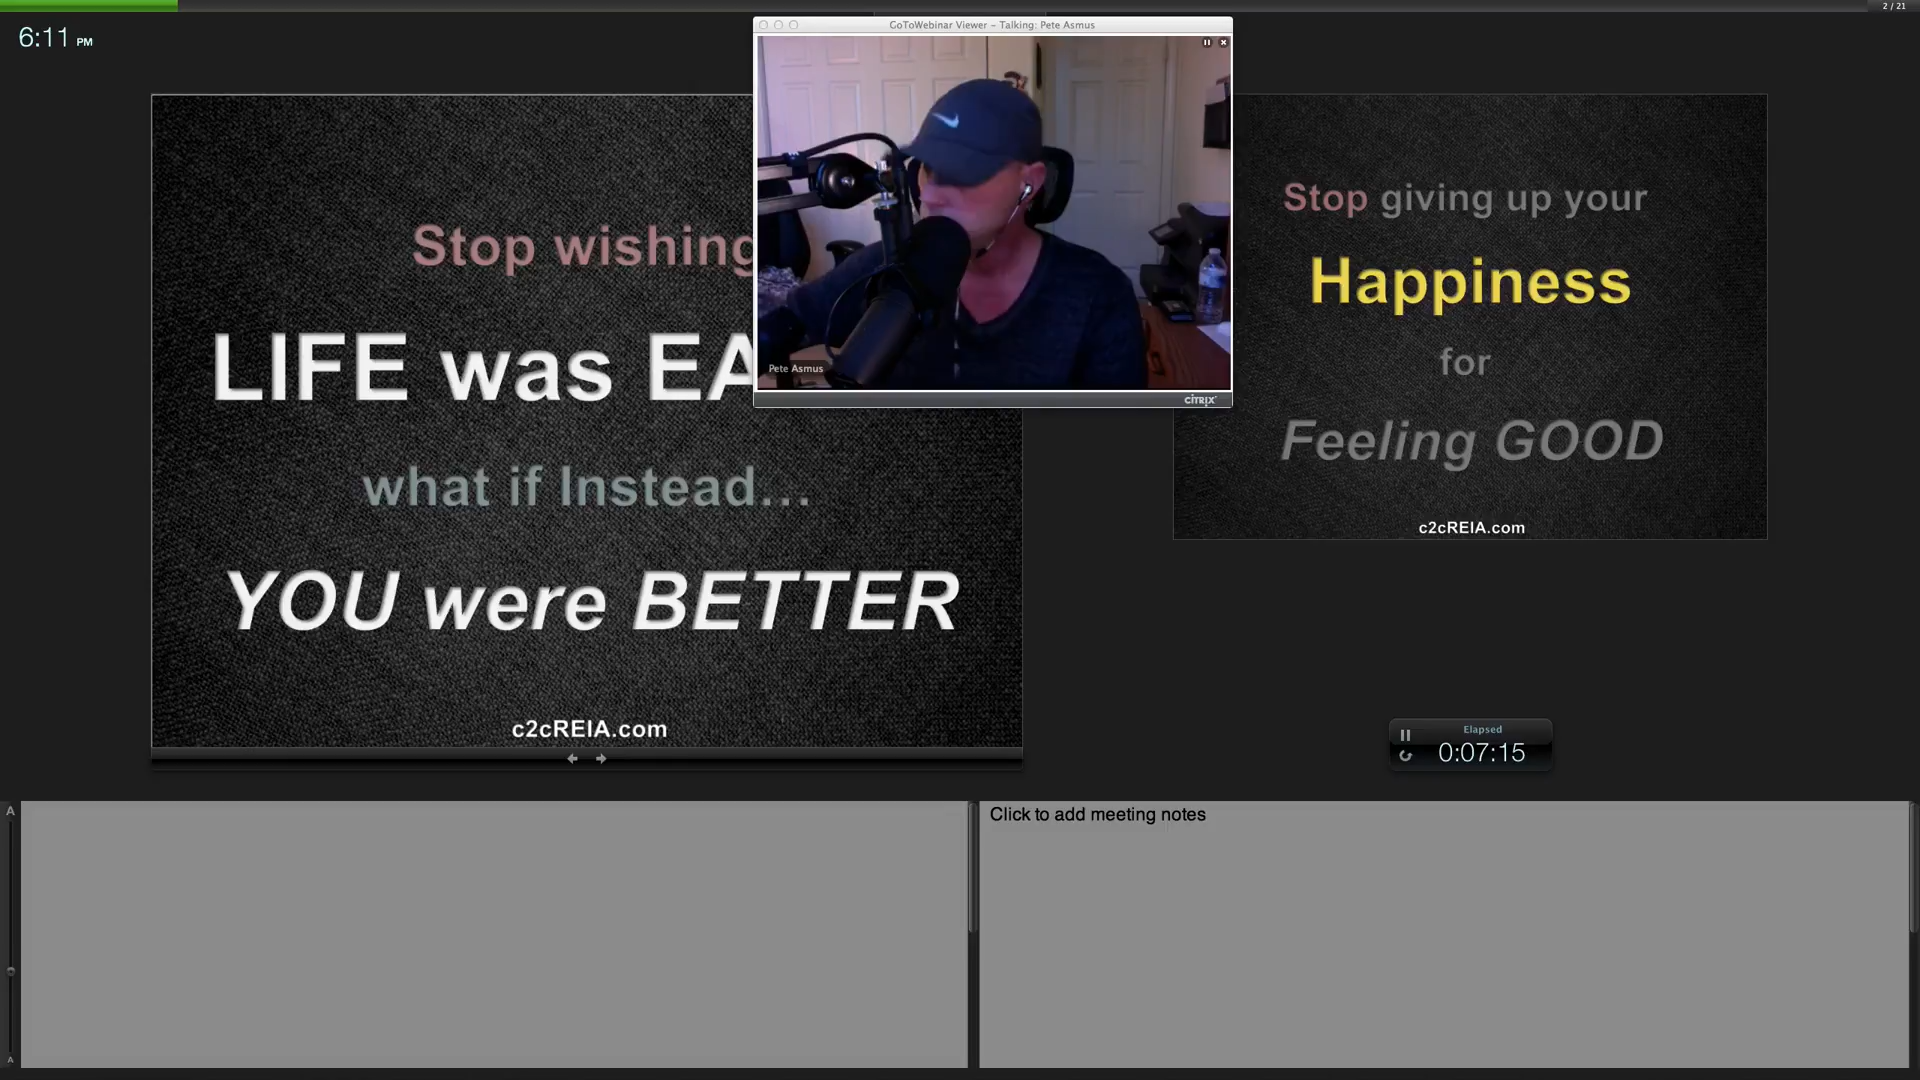 2 / 21
6:11 PM
GoToWebinar Viewer - Talking: Pete Asmus
Pete Asmus
CITRIX
Stop wishing
LIFE was EA
what if Instead...
YOU were BETTER
c2cREIA.com
Stop giving up your
Happiness
for
Feeling GOOD
c2cREIA.com
Elapsed
0:07:15
A
A
Click to add meeting notes